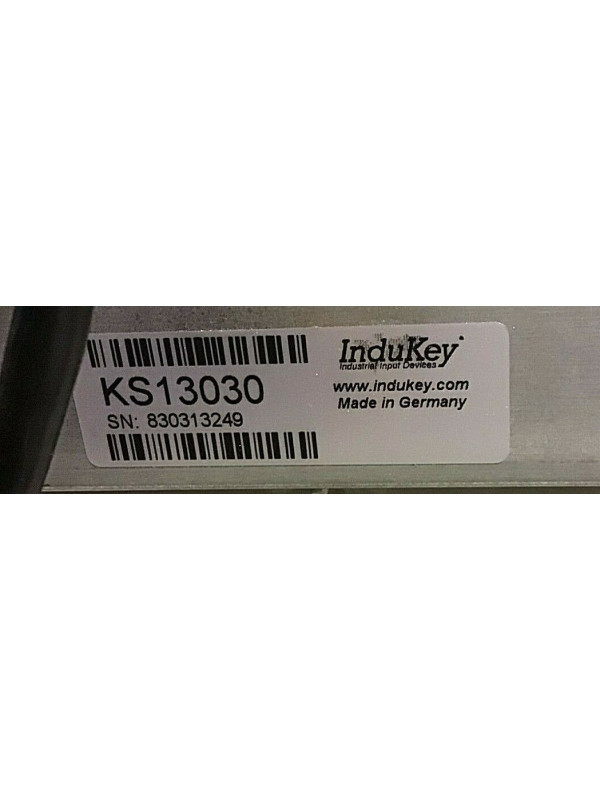 KS13030
SN: 830313249
InduKey
Industrial Input Devices
www.indukey.com
Made in Germany